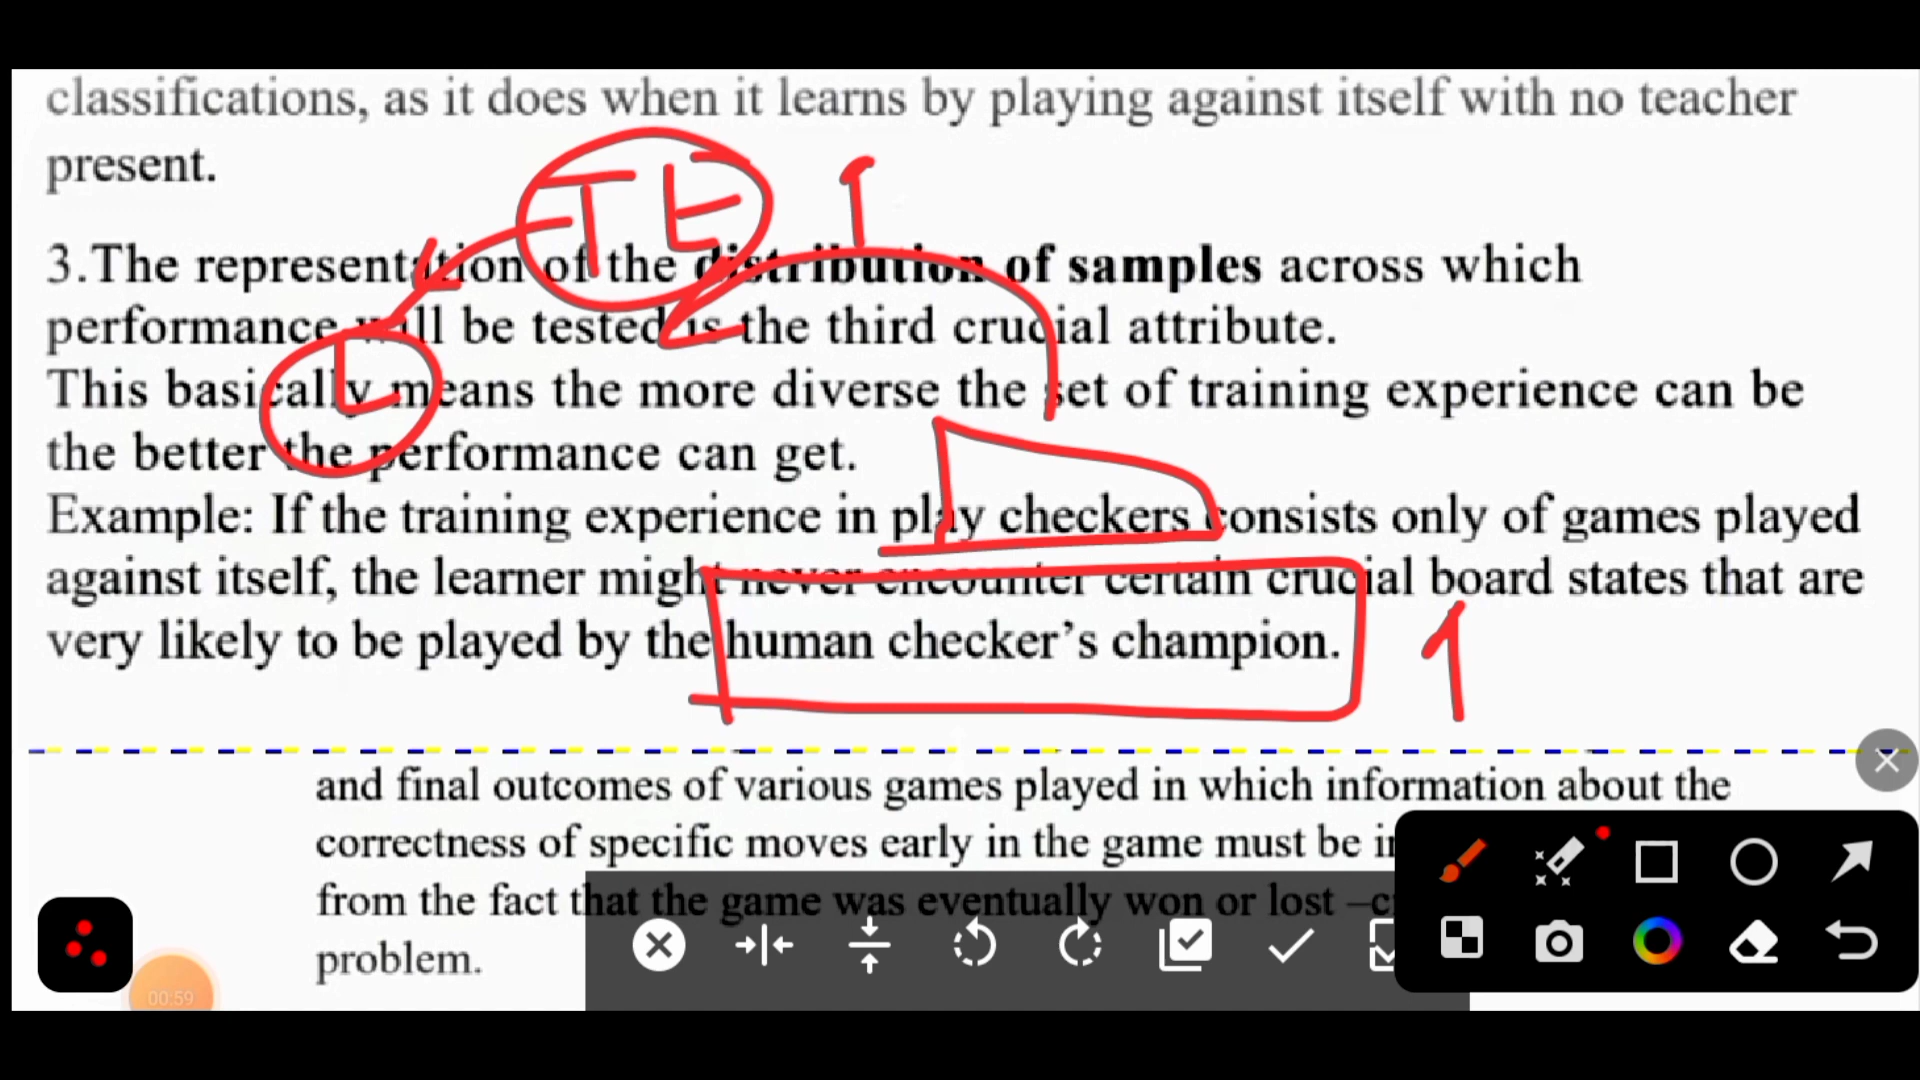 classifications, as it does when it learns by playing against itself with no teacher
present.
TE
3.The representation of the distribution of samples across which
performance will be tested is the third crucial attribute.
L
This basically means the more diverse the set of training experience can be
the better the performance can get.
Example: If the training experience in play checkers consists only of games played
against itself, the learner might never encounter certain crucial board states that are
very likely to be played by the human checker's champion.
and final outcomes of various games played in which information about the
correctness of specific moves early in the game must be
from the fact that the game was eventually won or lost –
problem.
00:59